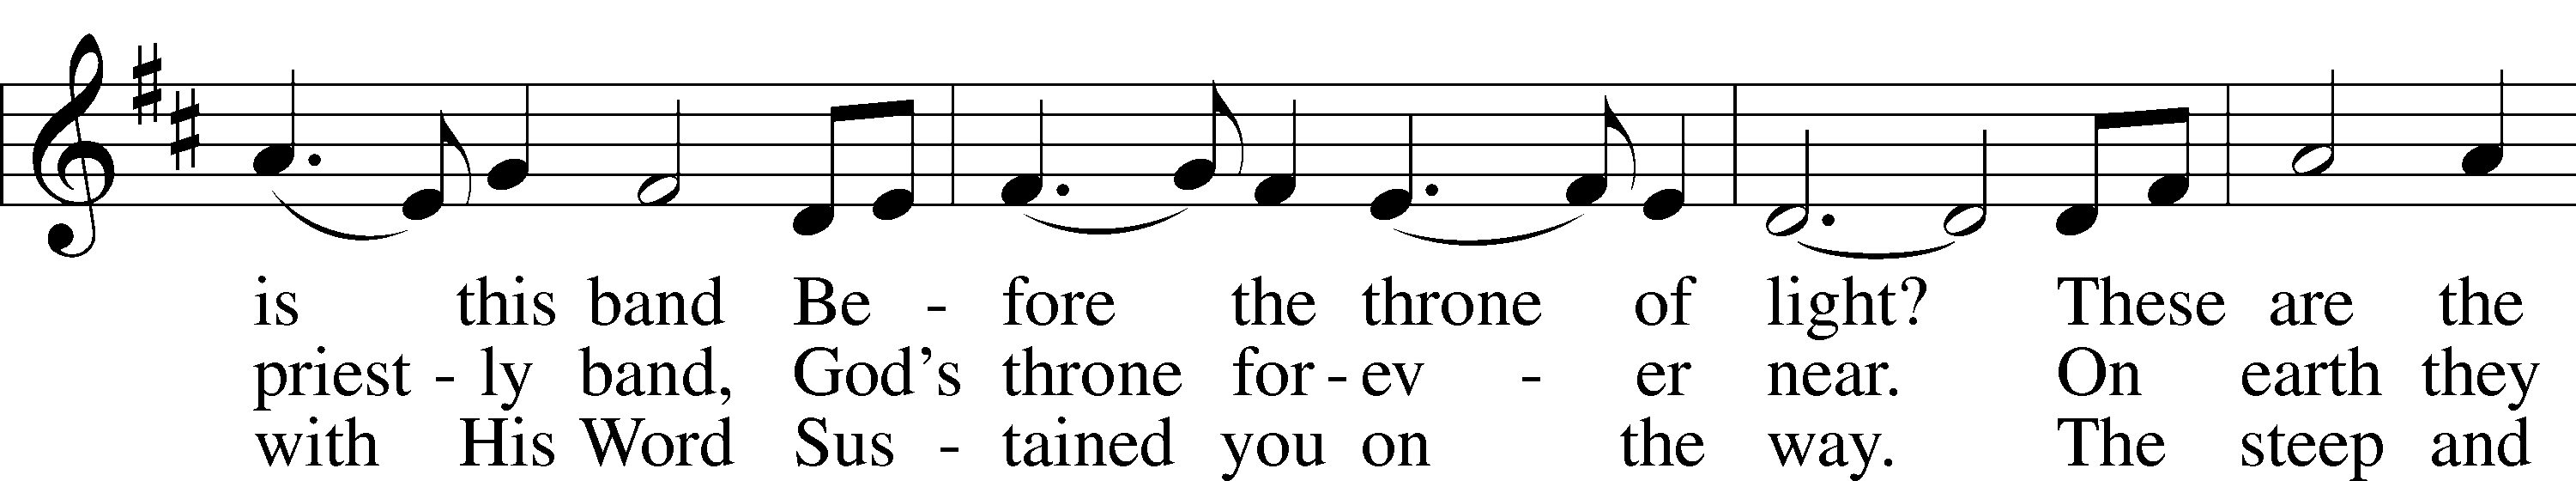 is this band Be - fore the throne of light? These are the
priest - ly band, God's throne for - ev - er near. On earth they
with His Word Sus - tained you on the way. The steep and